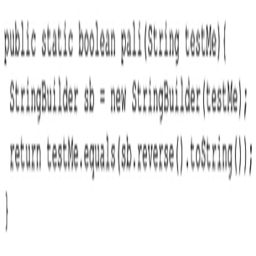 public static boolean pali(String testMe){
StringBuilder sb = new StringBuilder(testMe);
return testMe.equals(sb.reverse().toString());
}